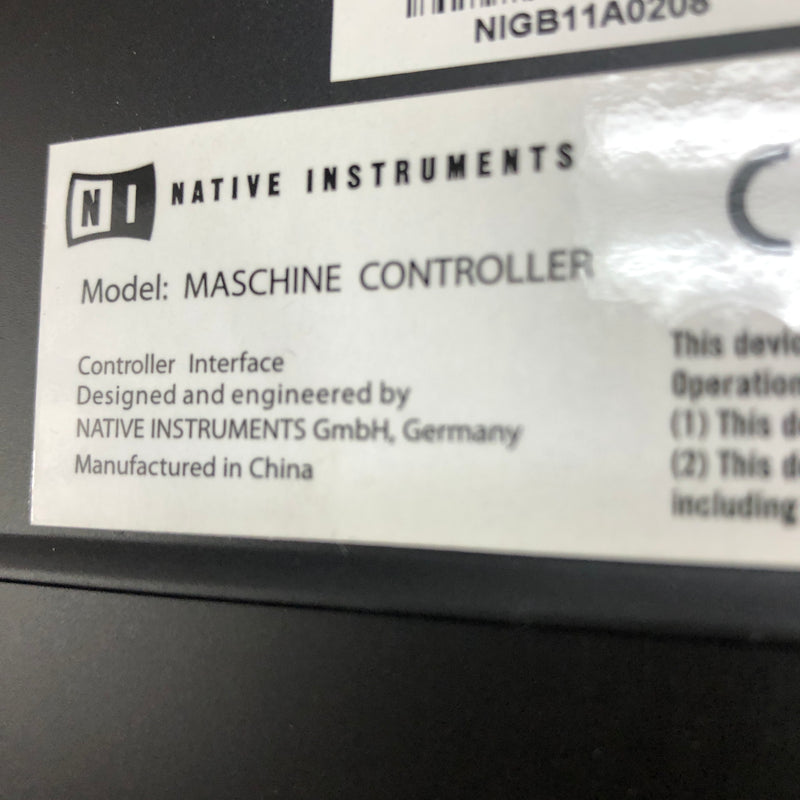 NIGB11A0208
NI NATIVE INSTRUMENTS
Model: MASCHINE CONTROLLER
Controller Interface
Designed and engineered by
NATIVE INSTRUMENTS GmbH, Germany
Manufactured in China
This
Operation
(1) This
(2) This
including